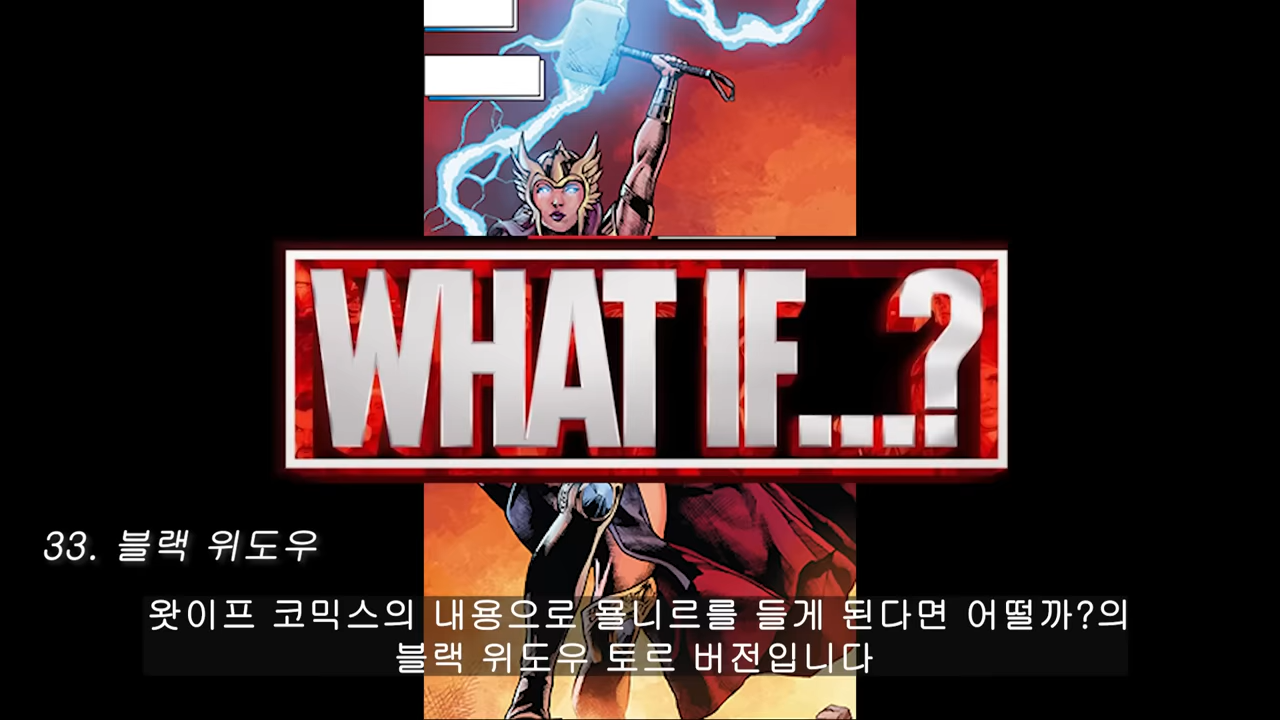 WHAT IF...?
33. 블랙 위도우
왓이프 코믹스의 내용으로 묠니르를 들게 된다면 어떨까?의
블랙 위도우 토르 버전입니다